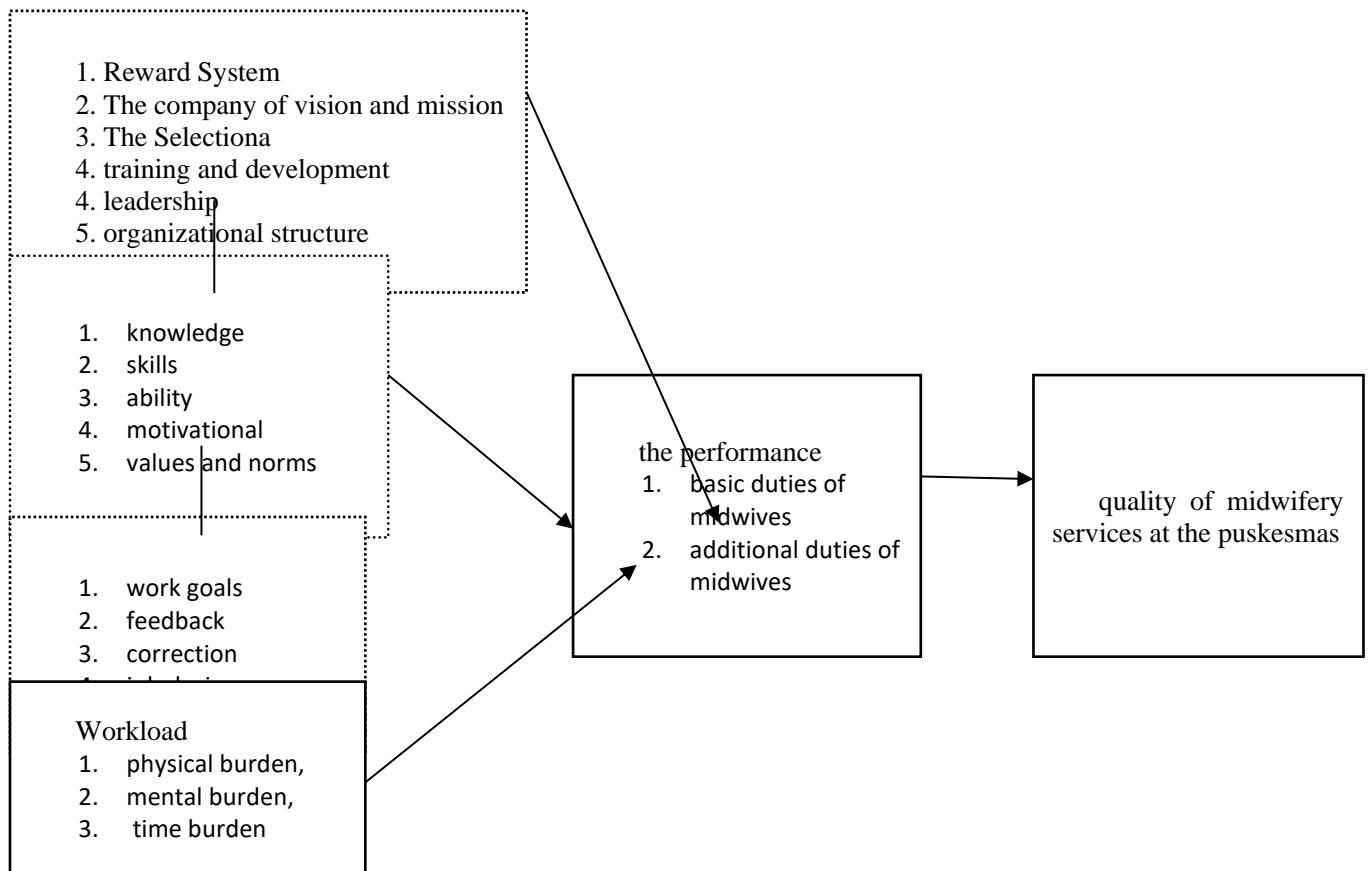 1. Reward System
2. The company of vision and mission
3. The Selectiona
4. training and development
4. leadership
5. organizational structure
1. knowledge
2. skills
3. ability
4. motivational
5. values and norms
1. work goals
2. feedback
3. correction
Workload
1. physical burden,
2. mental burden,
3. time burden
the performance
1. basic duties of
midwives
2. additional duties of
midwives
quality of midwifery
services at the puskesmas